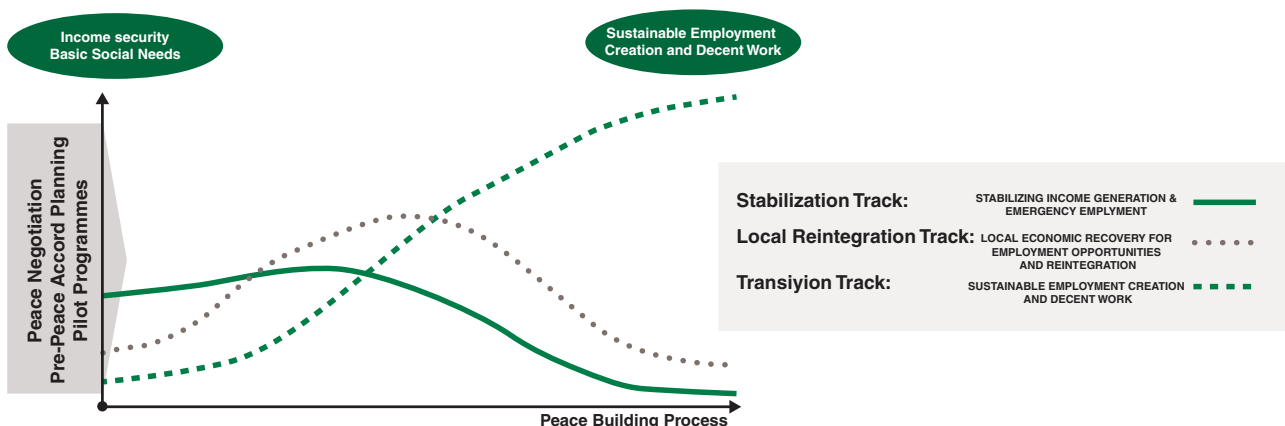 Income security
Basic Social Needs
Sustainable Employment
Creation and Decent Work
Peace Negotiation
Pre-Peace Accord Planning
Pilot Programmes
Stabilization Track:
STABILIZING INCOME GENERATION &
EMERGENCY EMPLYMENT
Local Reintegration Track:
LOCAL ECONOMIC RECOVERY FOR
EMPLOYMENT OPPORTUNITIES
AND REINTEGRATION
Transiyion Track:
SUSTAINABLE EMPLOYMENT CREATION
AND DECENT WORK
Peace Building Process